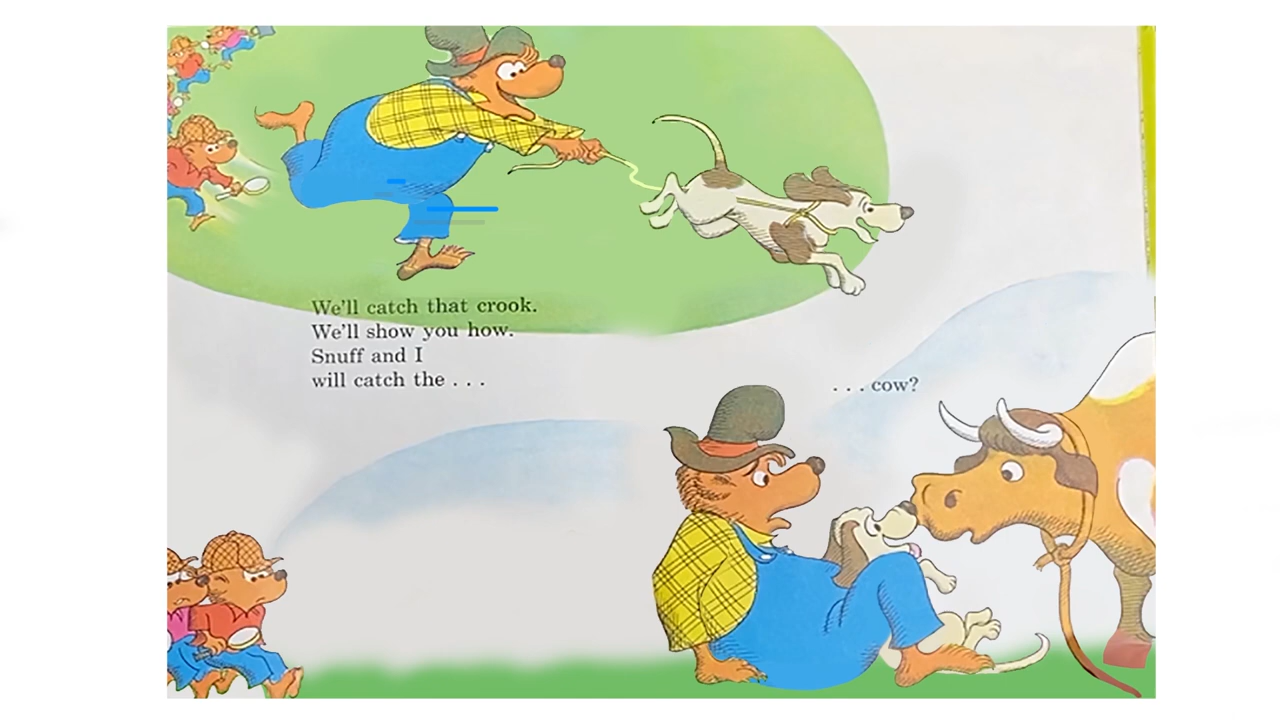 We'll catch that crook.
We'll show you how.
Snuff and I
will catch the . . .
. . . cow?